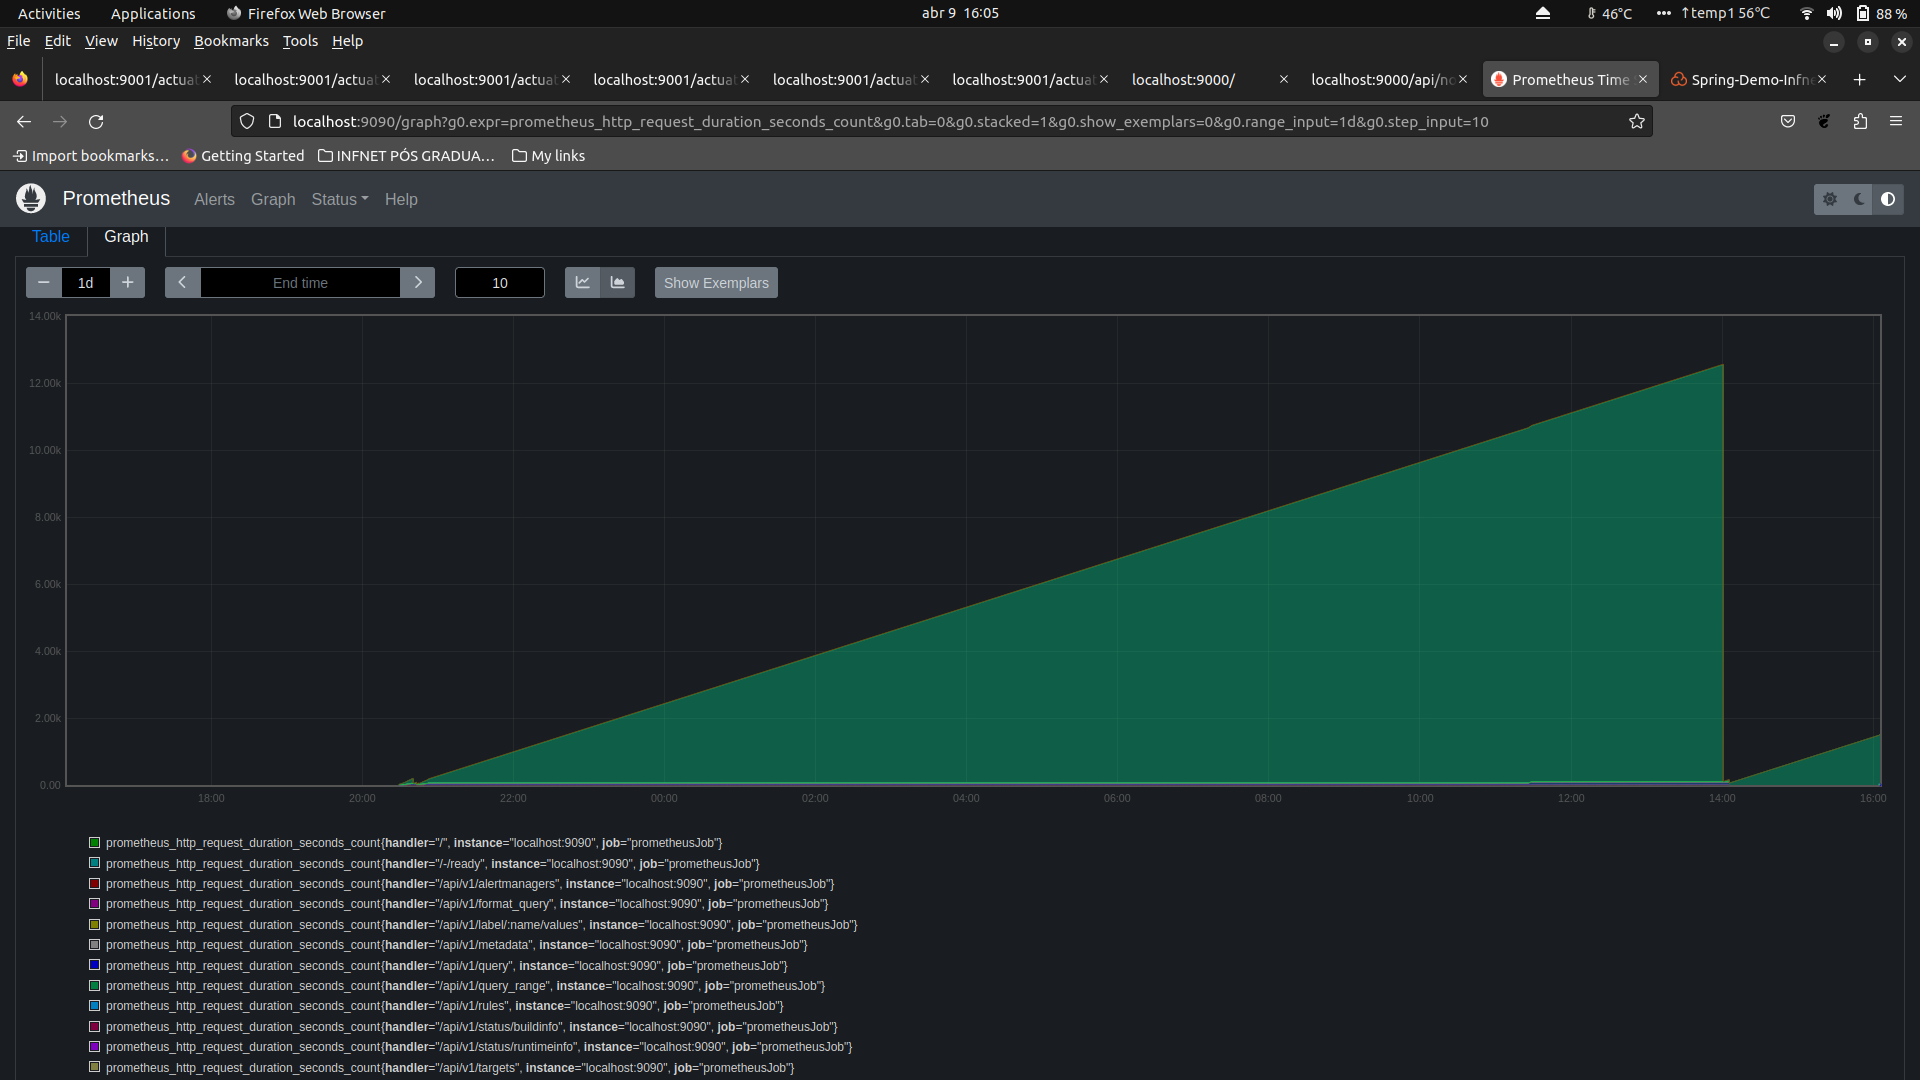 Activities Applications Firefox Web Browser abr 9 16:05 46°C ↑temp1 56°C 88 %
File Edit View History Bookmarks Tools Help
localhost:9001/actuat localhost:9001/actuat localhost:9001/actuat localhost:9001/actuat localhost:9001/actuat localhost:9001/actuat localhost:9000/ localhost:9000/api/no Prometheus Time Spring-Demo-Infne
localhost:9090/graph?g0.expr=prometheus_http_request_duration_seconds_count&g0.tab=0&g0.stacked=1&g0.show_exemplars=0&g0.range_input=1d&g0.step_input=10
Import bookmarks... Getting Started INFNET PÓS GRADUA... My links
Prometheus Alerts Graph Status Help
Table Graph
− 1d + End time 10 Show Exemplars
14.00k
12.00k
10.00k
8.00k
6.00k
4.00k
2.00k
0.00
18:00 20:00 22:00 00:00 02:00 04:00 06:00 08:00 10:00 12:00 14:00 16:00
prometheus_http_request_duration_seconds_count{handler="/", instance="localhost:9090", job="prometheusJob"}
prometheus_http_request_duration_seconds_count{handler="/-/ready", instance="localhost:9090", job="prometheusJob"}
prometheus_http_request_duration_seconds_count{handler="/api/v1/alertmanagers", instance="localhost:9090", job="prometheusJob"}
prometheus_http_request_duration_seconds_count{handler="/api/v1/format_query", instance="localhost:9090", job="prometheusJob"}
prometheus_http_request_duration_seconds_count{handler="/api/v1/label/:name/values", instance="localhost:9090", job="prometheusJob"}
prometheus_http_request_duration_seconds_count{handler="/api/v1/metadata", instance="localhost:9090", job="prometheusJob"}
prometheus_http_request_duration_seconds_count{handler="/api/v1/query", instance="localhost:9090", job="prometheusJob"}
prometheus_http_request_duration_seconds_count{handler="/api/v1/query_range", instance="localhost:9090", job="prometheusJob"}
prometheus_http_request_duration_seconds_count{handler="/api/v1/rules", instance="localhost:9090", job="prometheusJob"}
prometheus_http_request_duration_seconds_count{handler="/api/v1/status/buildinfo", instance="localhost:9090", job="prometheusJob"}
prometheus_http_request_duration_seconds_count{handler="/api/v1/status/runtimeinfo", instance="localhost:9090", job="prometheusJob"}
prometheus_http_request_duration_seconds_count{handler="/api/v1/targets", instance="localhost:9090", job="prometheusJob"}